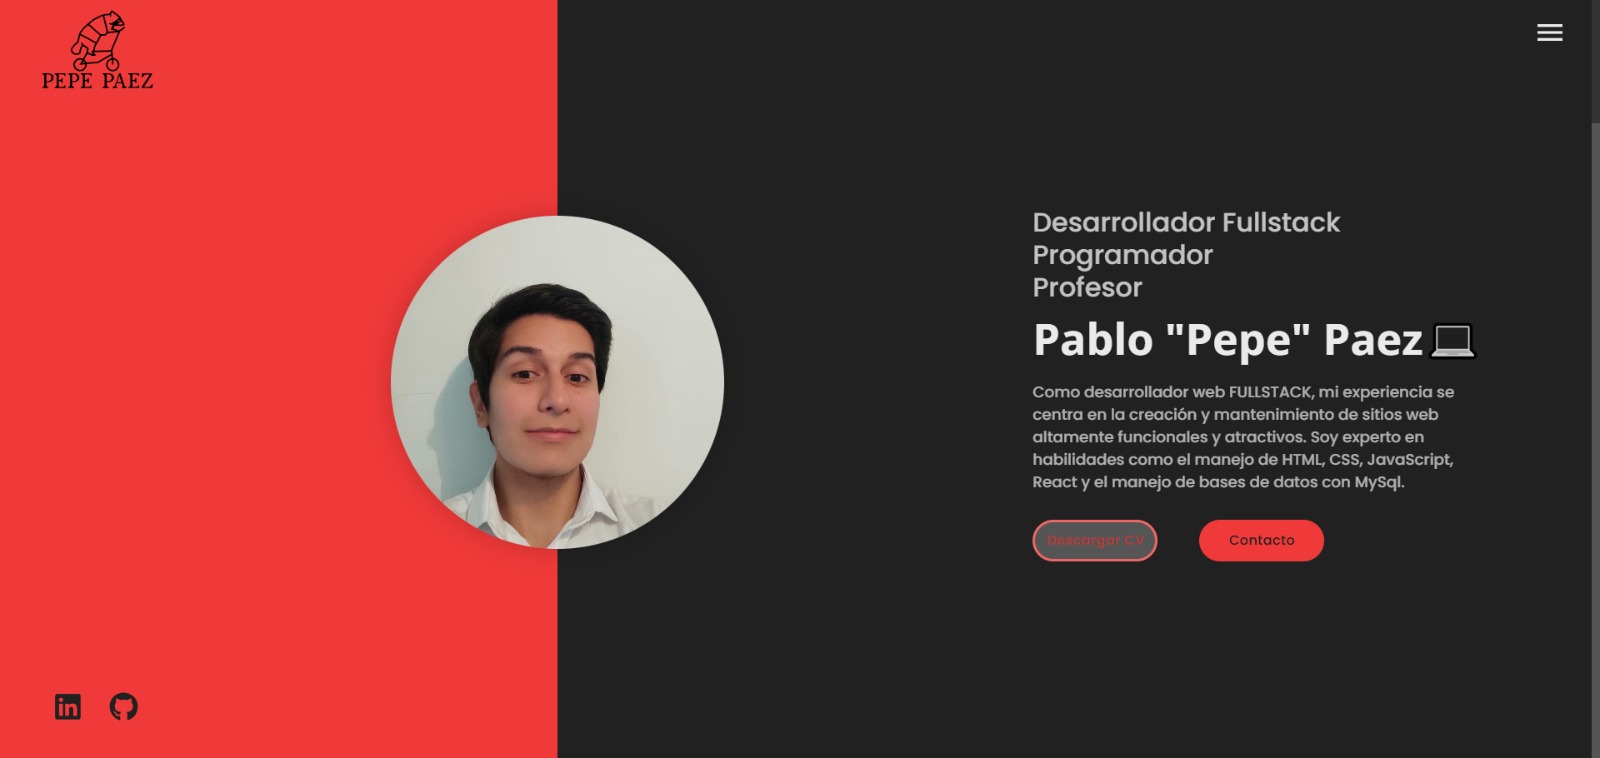 PEPE PAEZ
Desarrollador Fullstack
Programador
Profesor
Pablo "Pepe" Paez💻
Como desarrollador web FULLSTACK, mi experiencia se
centra en la creación y mantenimiento de sitios web
altamente funcionales y atractivos. Soy experto en
habilidades como el manejo de HTML, CSS, JavaScript,
React y el manejo de bases de datos con MySql.
Descargar CV
Contacto
in